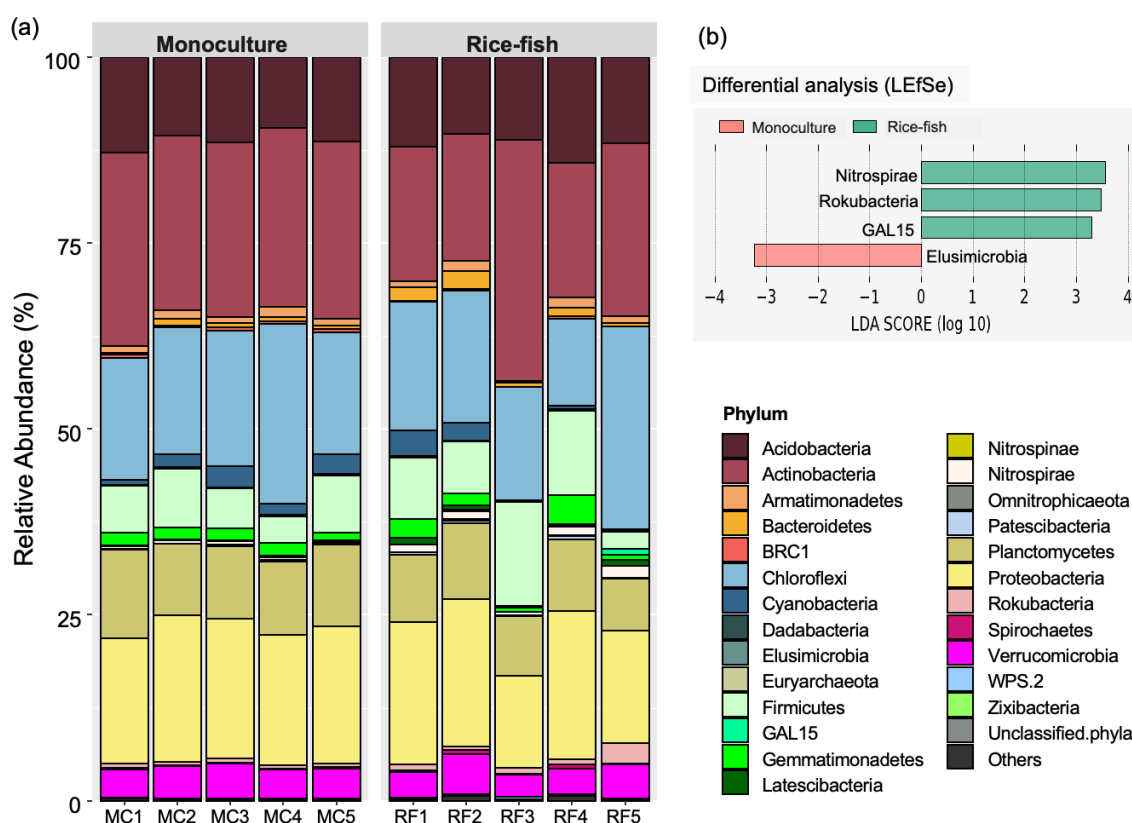 (a)
Monoculture
Rice-fish
Relative Abundance (%)
100
75
50
25
0
MC1 MC2 MC3 MC4 MC5
RF1 RF2 RF3 RF4 RF5
(b)
Differential analysis (LEfSe)
Monoculture
Rice-fish
Nitrospirae
Rokubacteria
GAL15
Elusimicrobia
−4 −3 −2 −1 0 1 2 3 4
LDA SCORE (log 10)
Phylum
Acidobacteria
Actinobacteria
Armatimonadetes
Bacteroidetes
BRC1
Chloroflexi
Cyanobacteria
Dadabacteria
Elusimicrobia
Euryarchaeota
Firmicutes
GAL15
Gemmatimonadetes
Latescibacteria
Nitrospinae
Nitrospirae
Omnitrophicaeota
Patescibacteria
Planctomycetes
Proteobacteria
Rokubacteria
Spirochaetes
Verrucomicrobia
WPS.2
Zixibacteria
Unclassified.phyla
Others